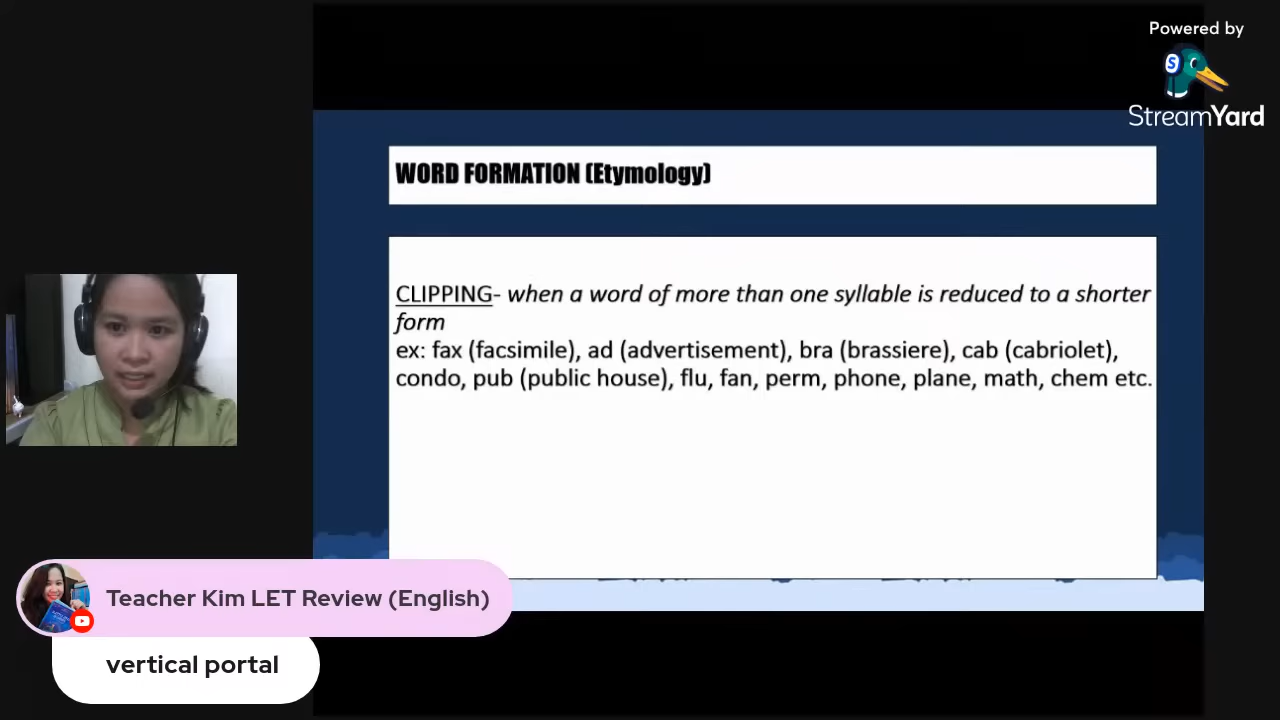 Powered by
StreamYard
WORD FORMATION (Etymology)
CLIPPING- when a word of more than one syllable is reduced to a shorter
form
ex: fax (facsimile), ad (advertisement), bra (brassiere), cab (cabriolet),
condo, pub (public house), flu, fan, perm, phone, plane, math, chem etc.
Teacher Kim LET Review (English)
vertical portal